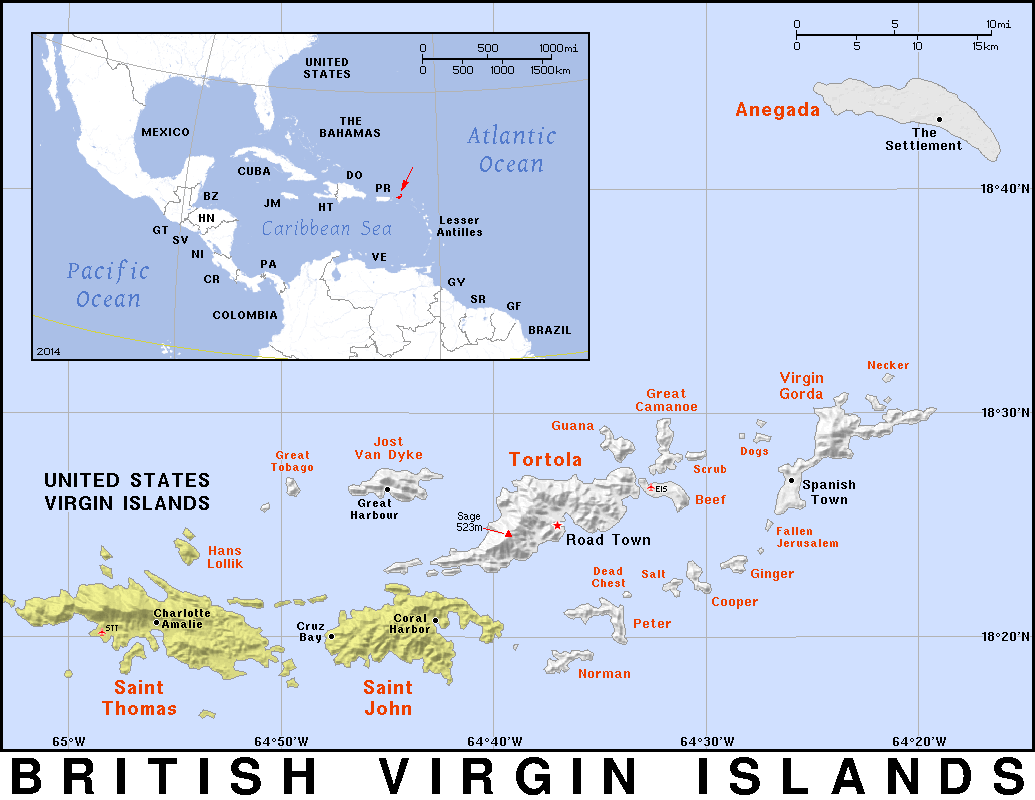 0 500 1000mi
0 500 1000 1500km
UNITED
STATES
MEXICO
THE
BAHAMAS
Atlantic
Ocean
CUBA
DO
PR
BZ
JM
HT
HN
GT
SV
Caribbean Sea
Lesser
Antilles
NI
PA
VE
CR
Pacific
Ocean
GY
SR
GF
COLOMBIA
BRAZIL
2014
0 5 10mi
0 5 10 15km
Anegada
The
Settlement
18°40'N
Necker
Virgin
Gorda
Great
Camanoe
18°30'N
Guana
Dogs
Jost
Van Dyke
Great
Tobago
Tortola
Scrub
UNITED STATES
VIRGIN ISLANDS
Great
Harbour
EIS
Beef
Spanish
Town
Sage
523m
Road Town
Fallen
Jerusalem
Hans
Lollik
Dead
Chest
Salt
Ginger
Cooper
Charlotte
Amalie
STT
Cruz
Bay
Coral
Harbor
Peter
18°20'N
Norman
Saint
Thomas
Saint
John
65°W 64°50'W 64°40'W 64°30'W 64°20'W
BRITISH VIRGIN ISLANDS